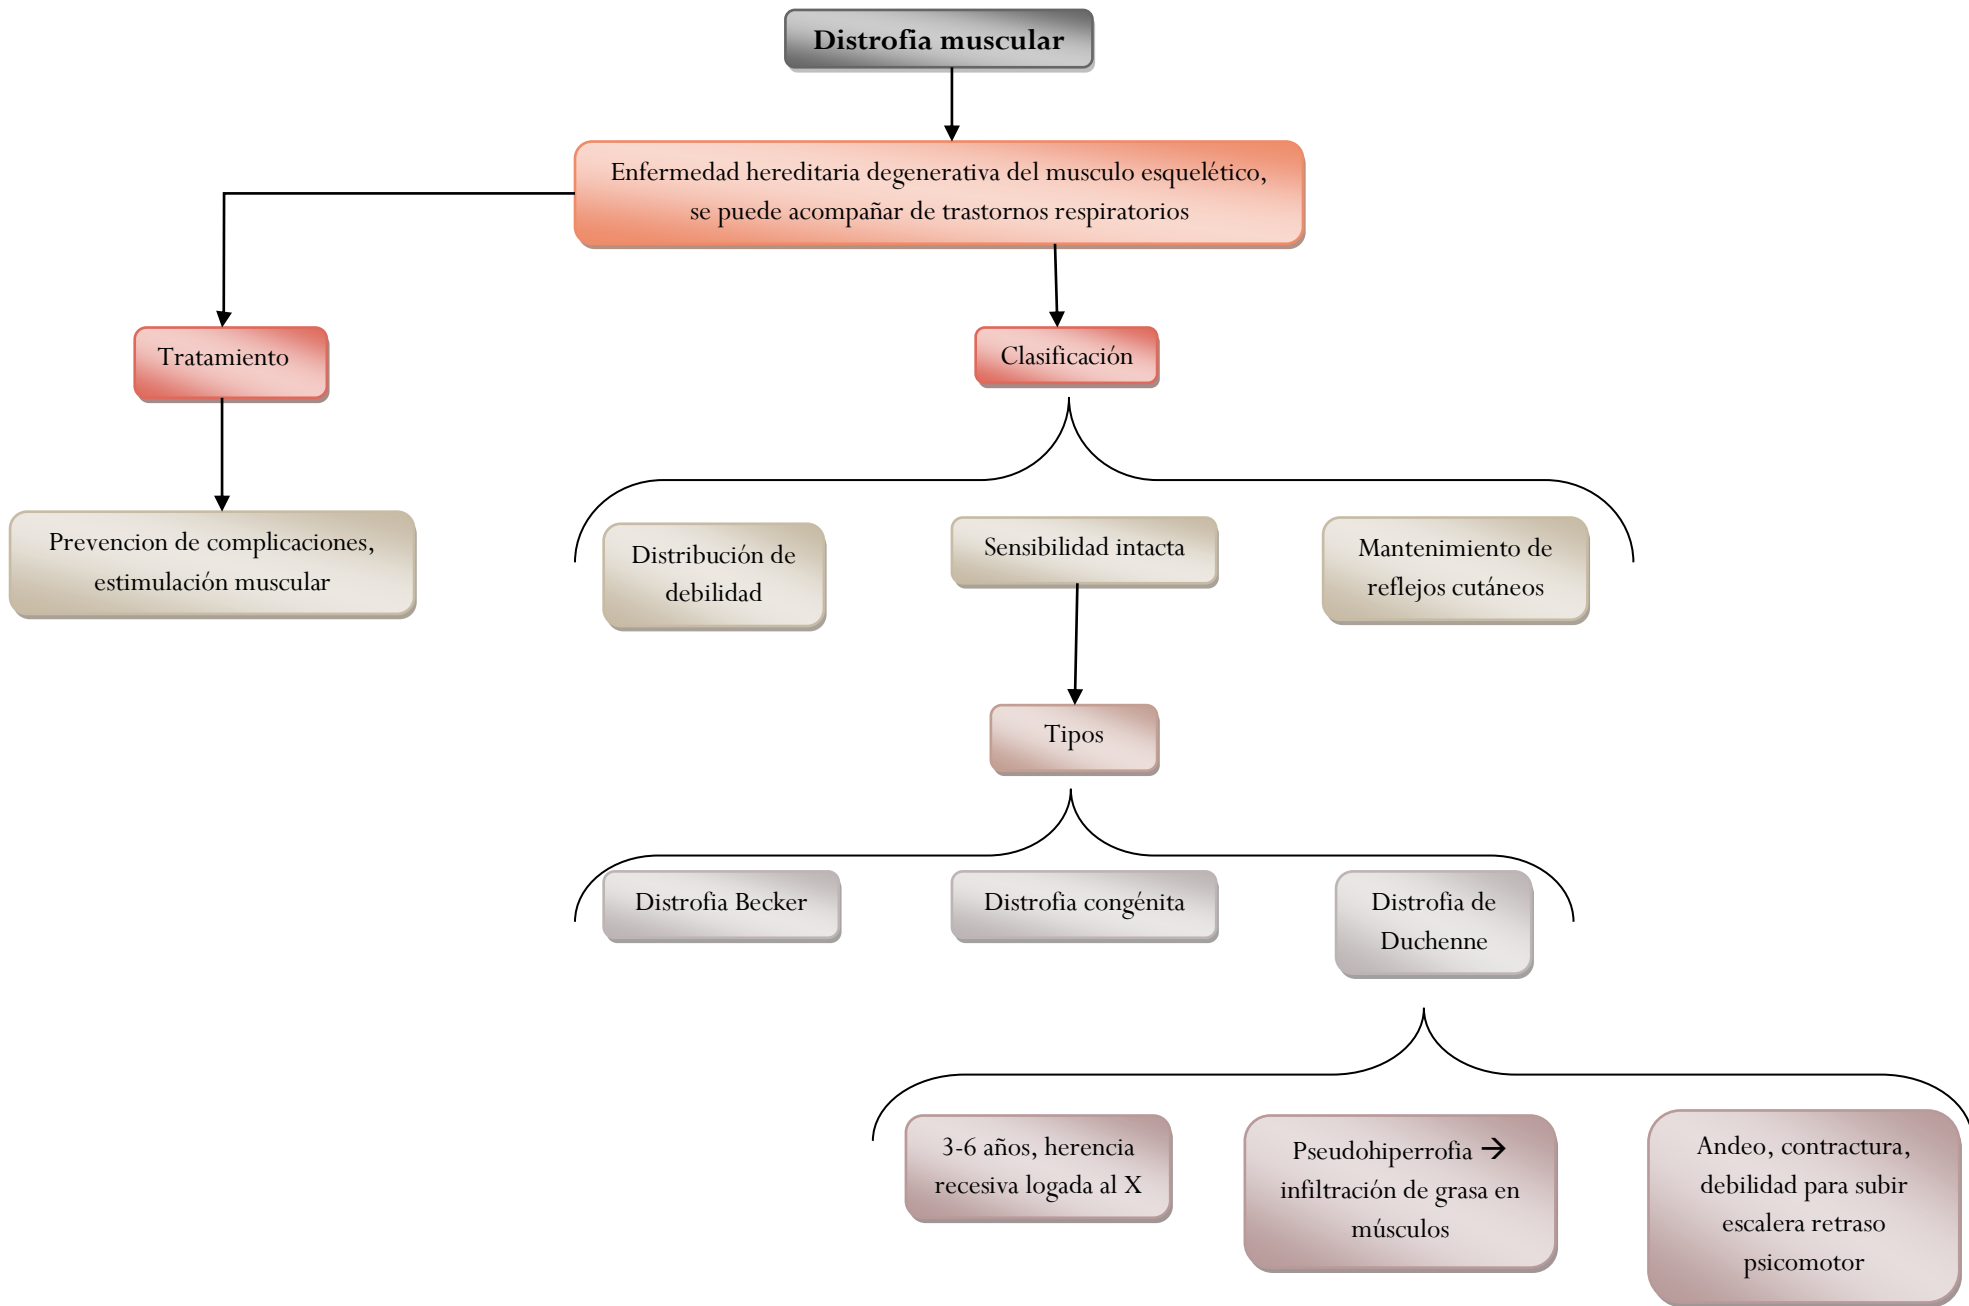 Distrofia muscular
Enfermedad hereditaria degenerativa del musculo esquelético,
se puede acompañar de trastornos respiratorios
Tratamiento
Clasificación
Prevencion de complicaciones,
estimulación muscular
Distribución de
debilidad
Sensibilidad intacta
Mantenimiento de
reflejos cutáneos
Tipos
Distrofia Becker
Distrofia congénita
Distrofia de
Duchenne
3-6 años, herencia
recesiva logada al X
Pseudohiperrofia →
infiltración de grasa en
músculos
Andeo, contractura,
debilidad para subir
escalera retraso
psicomotor